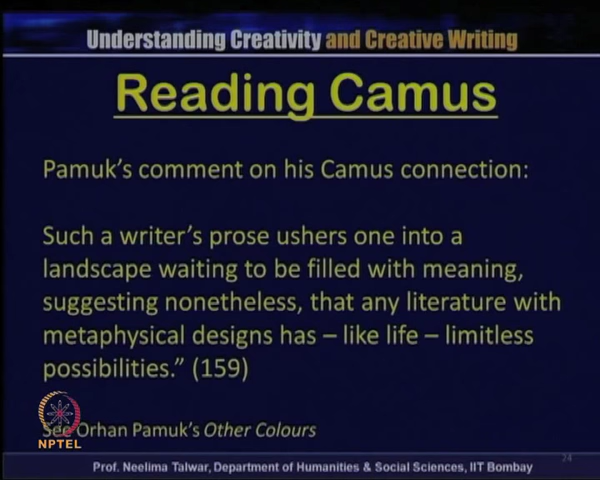 Understanding Creativity and Creative Writing
Reading Camus
Pamuk's comment on his Camus connection:
Such a writer's prose ushers one into a
landscape waiting to be filled with meaning,
suggesting nonetheless, that any literature with
metaphysical designs has – like life – limitless
possibilities." (159)
See Orhan Pamuk's Other Colours
NPTEL
24
Prof. Neelima Talwar, Department of Humanities & Social Sciences, IIT Bombay